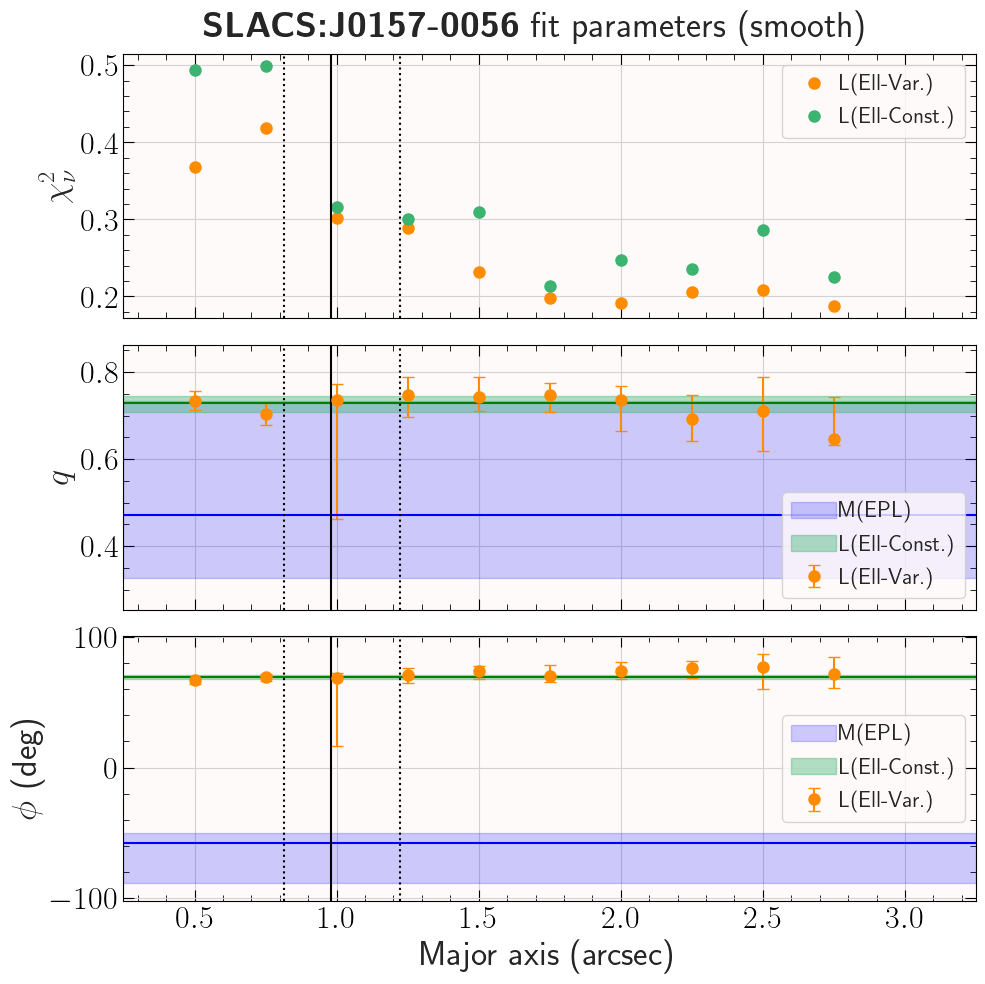 SLACS:J0157-0056 fit parameters (smooth)
0.5
0.4
0.3
0.2
χ²ᵥ
L(Ell-Var.)
L(Ell-Const.)
0.8
0.6
0.4
q
M(EPL)
L(Ell-Const.)
L(Ell-Var.)
100
0
−100
ϕ (deg)
M(EPL)
L(Ell-Const.)
L(Ell-Var.)
0.5 1.0 1.5 2.0 2.5 3.0
Major axis (arcsec)